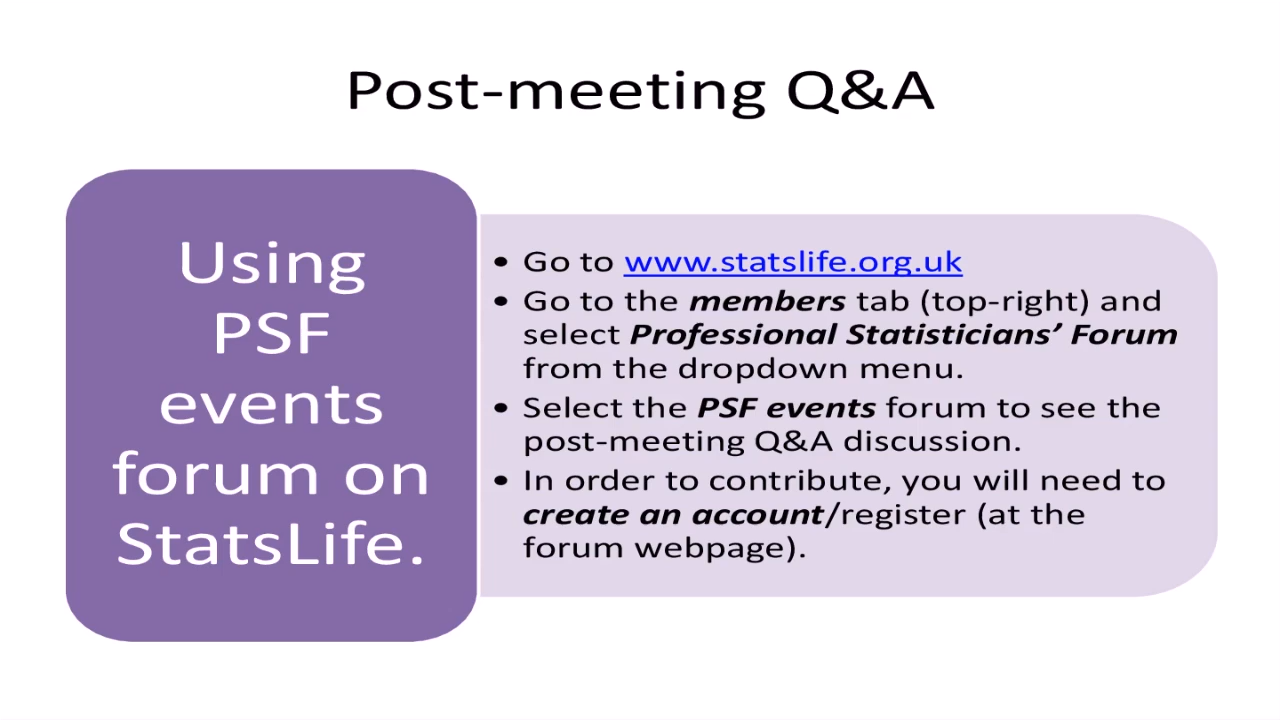 Post-meeting Q&A
Using
PSF
events
forum on
StatsLife.
• Go to www.statslife.org.uk
• Go to the members tab (top-right) and
select Professional Statisticians’ Forum
from the dropdown menu.
• Select the PSF events forum to see the
post-meeting Q&A discussion.
• In order to contribute, you will need to
create an account/register (at the
forum webpage).